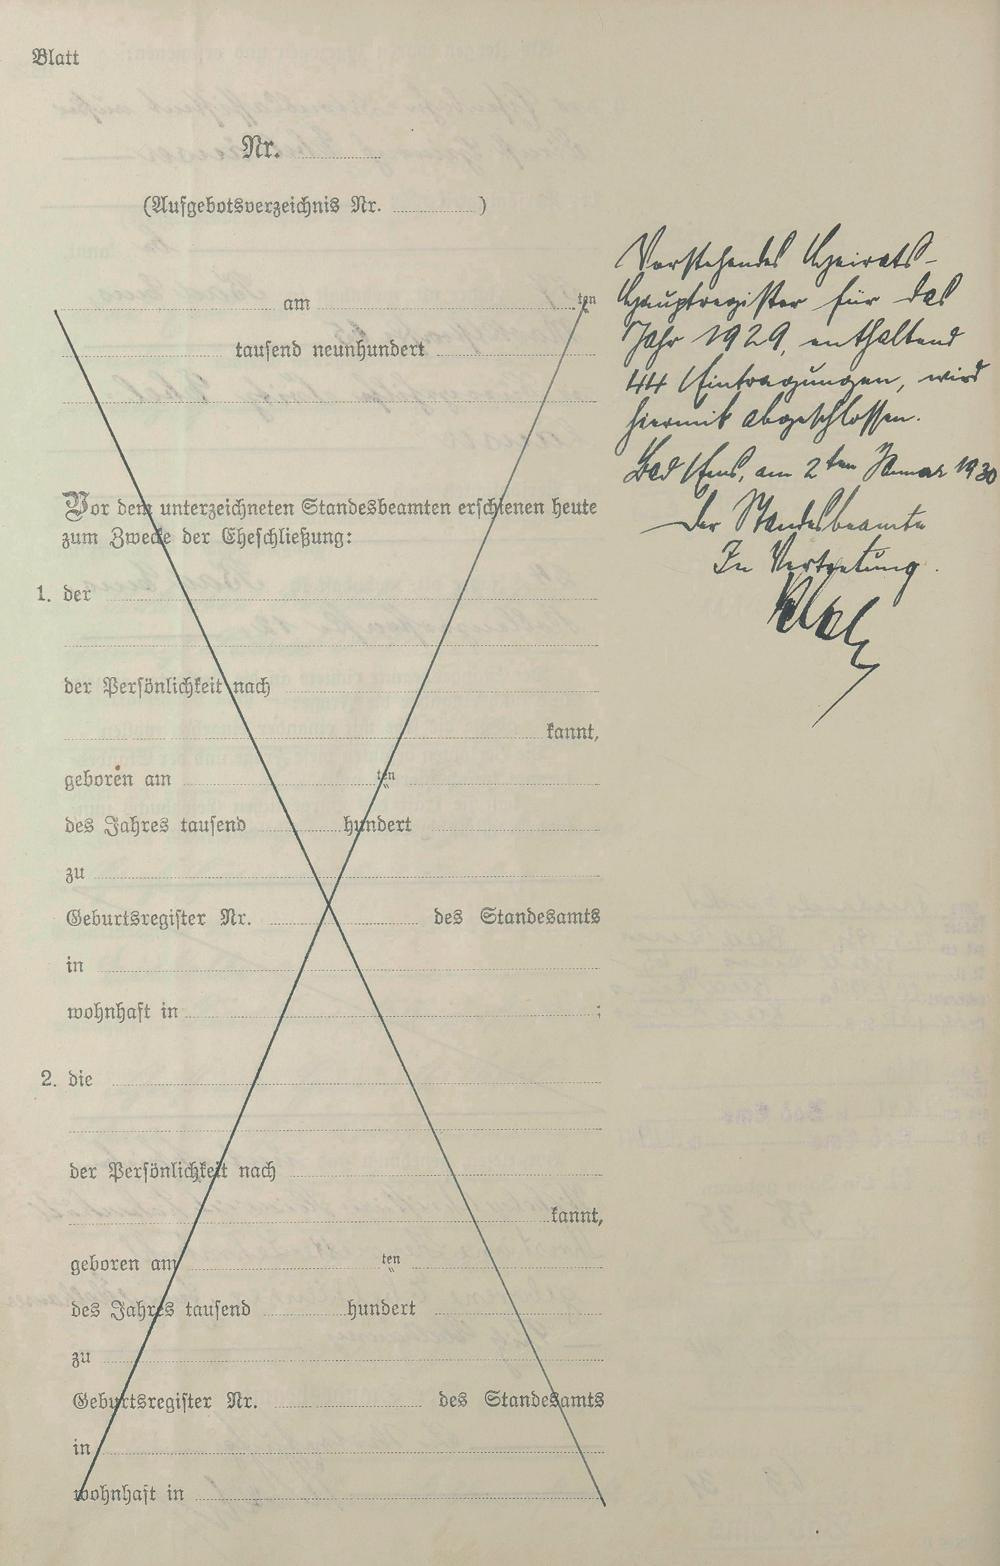 Blatt
Nr.
(Aufgebotsverzeichnis Nr. )
am ten
tausend neunhundert
Vor dem unterzeichneten Standesbeamten erschienen heute
zum Zwecke der Eheschließung:
1. der
der Persönlichkeit nach
kannt,
geboren am ten
des Jahres tausend hundert
zu
Geburtsregister Nr. des Standesamts
in
wohnhaft in ;
2. die
der Persönlichkeit nach
kannt,
geboren am ten
des Jahres tausend hundert
zu
Geburtsregister Nr. des Standesamts
in
wohnhaft in
Vorstehendes Heirats-
Hauptregister für das
Jahr 1929, enthaltend
44 Eintragungen, wird
hiermit abgeschlossen.
Bad Ems, am 2ten Januar 1930
Der Standesbeamte
In Vertretung.